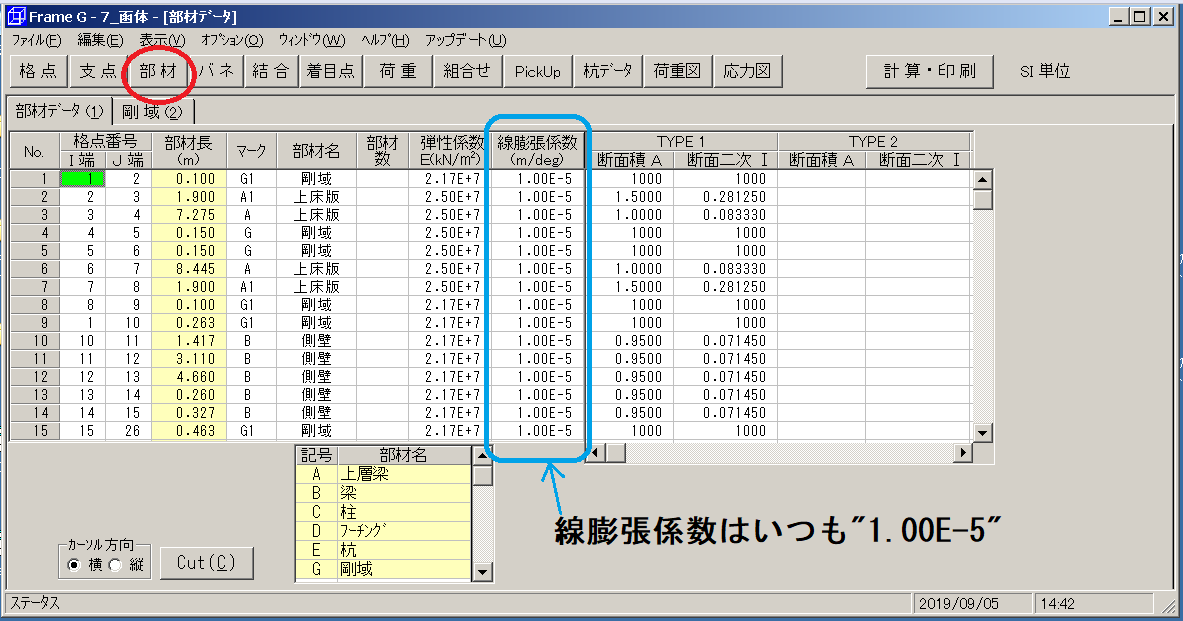 Frame G - 7_函体 - [部材データ]
ファイル(F) 編集(E) 表示(V) オプション(O) ウィンドウ(W) ヘルプ(H) アップデート(U)
格点 支点 部材 バネ 結合 着目点 荷重 組合せ PickUp 杭データ 荷重図 応力図 計算・印刷 SI 単位
部材データ(1) 剛域(2)
No. 格点番号 部材長 マーク 部材名 部材 弾性係数 線膨張係数 TYPE 1 TYPE 2
I 端 J 端 (m) 数 E(kN/m²) (m/deg) 断面積 A 断面二次 I 断面積 A 断面二次 I
1 1 2 0.100 G1 剛域 2.17E+7 1.00E-5 1000 1000
2 2 3 1.900 A1 上床版 2.50E+7 1.00E-5 1.5000 0.281250
3 3 4 7.275 A 上床版 2.50E+7 1.00E-5 1.0000 0.083330
4 4 5 0.150 G 剛域 2.50E+7 1.00E-5 1000 1000
5 5 6 0.150 G 剛域 2.50E+7 1.00E-5 1000 1000
6 6 7 8.445 A 上床版 2.50E+7 1.00E-5 1.0000 0.083330
7 7 8 1.900 A1 上床版 2.50E+7 1.00E-5 1.5000 0.281250
8 8 9 0.100 G1 剛域 2.17E+7 1.00E-5 1000 1000
9 1 10 0.263 G1 剛域 2.17E+7 1.00E-5 1000 1000
10 10 11 1.417 B 側壁 2.17E+7 1.00E-5 0.9500 0.071450
11 11 12 3.110 B 側壁 2.17E+7 1.00E-5 0.9500 0.071450
12 12 13 4.660 B 側壁 2.17E+7 1.00E-5 0.9500 0.071450
13 13 14 0.260 B 側壁 2.17E+7 1.00E-5 0.9500 0.071450
14 14 15 0.327 B 側壁 2.17E+7 1.00E-5 0.9500 0.071450
15 15 26 0.463 G1 剛域 2.17E+7 1.00E-5 1000 1000
記号 部材名
A 上層梁
B 梁
C 柱
D フーチング
E 杭
G 剛域
線膨張係数はいつも"1.00E-5"
カーソル方向
横 縦
Cut(C)
ステータス 2019/09/05 14:42